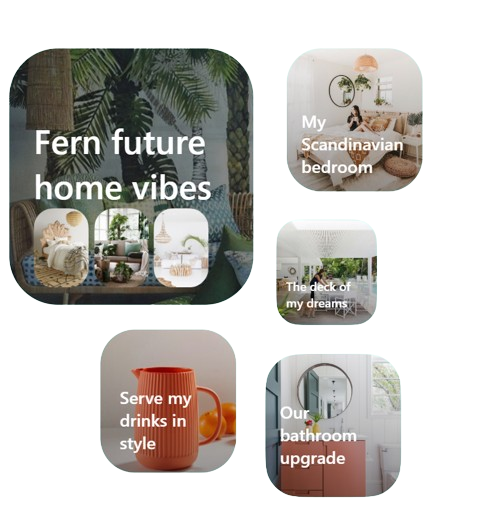 Fern future
home vibes
My
Scandinavian
bedroom
The deck of
my dreams
Serve my
drinks in
style
Our
bathroom
upgrade